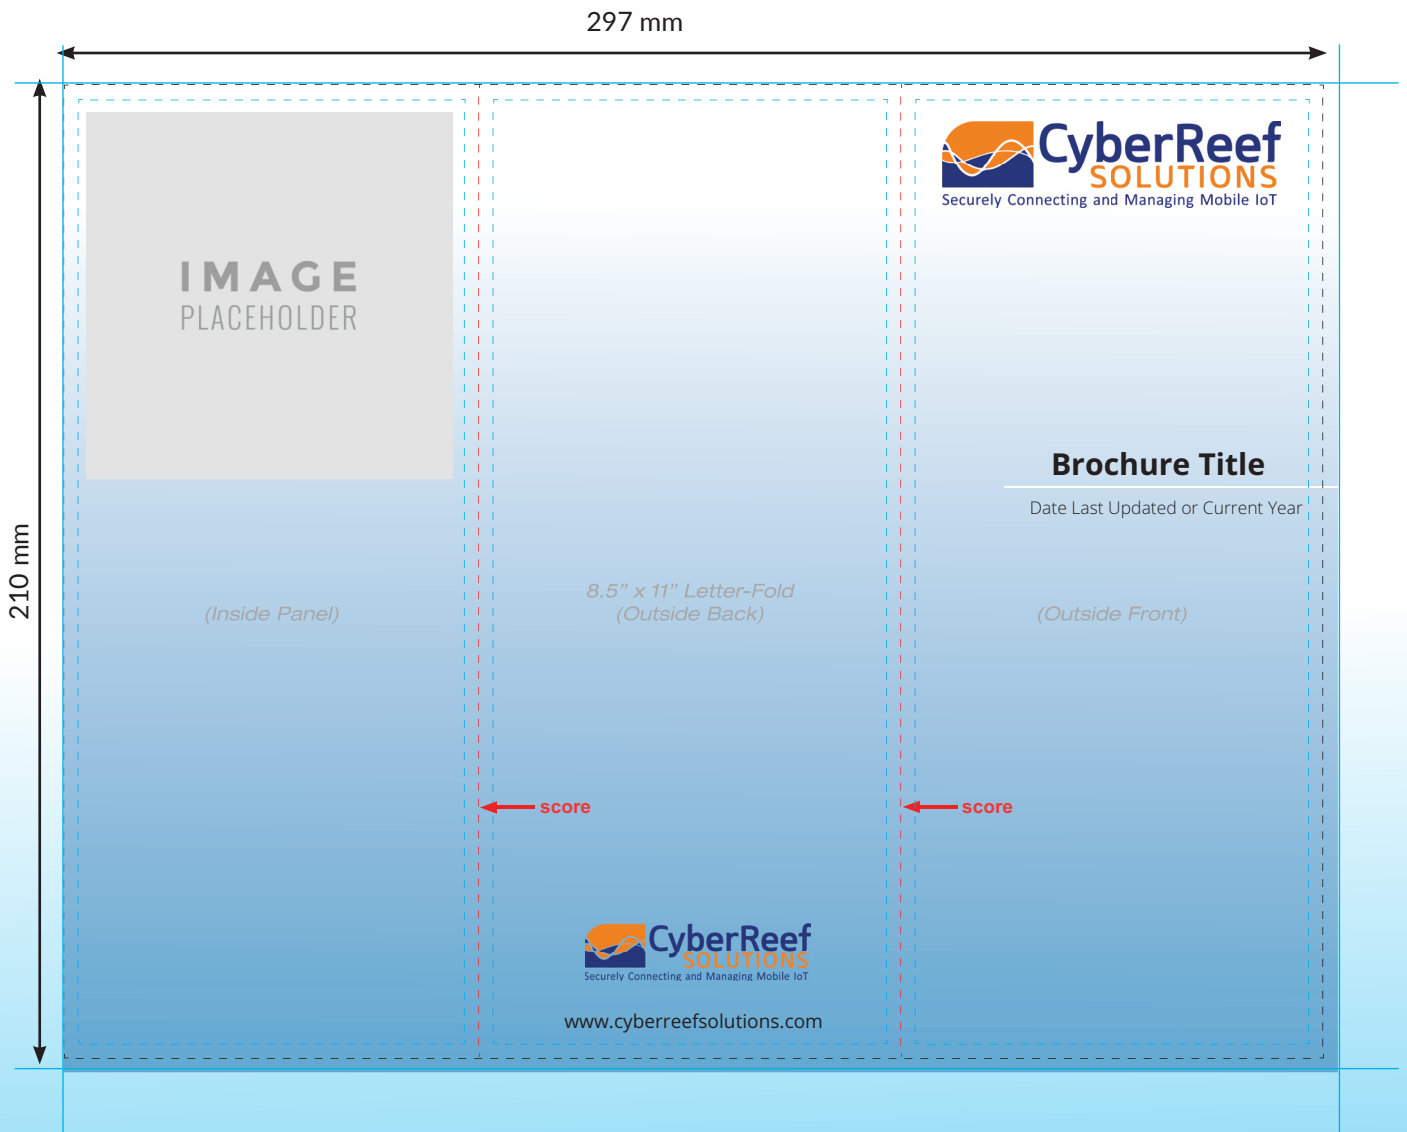 297 mm
210 mm
IMAGE
PLACEHOLDER
(Inside Panel)
8.5” x 11” Letter-Fold
(Outside Back)
score
CyberReef
SOLUTIONS
Securely Connecting and Managing Mobile IoT
www.cyberreefsolutions.com
CyberReef
SOLUTIONS
Securely Connecting and Managing Mobile IoT
Brochure Title
Date Last Updated or Current Year
(Outside Front)
score